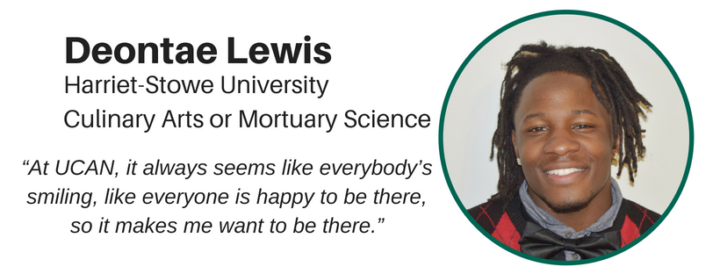 Deontae Lewis
Harriet-Stowe University
Culinary Arts or Mortuary Science
“At UCAN, it always seems like everybody’s
smiling, like everyone is happy to be there,
so it makes me want to be there.”